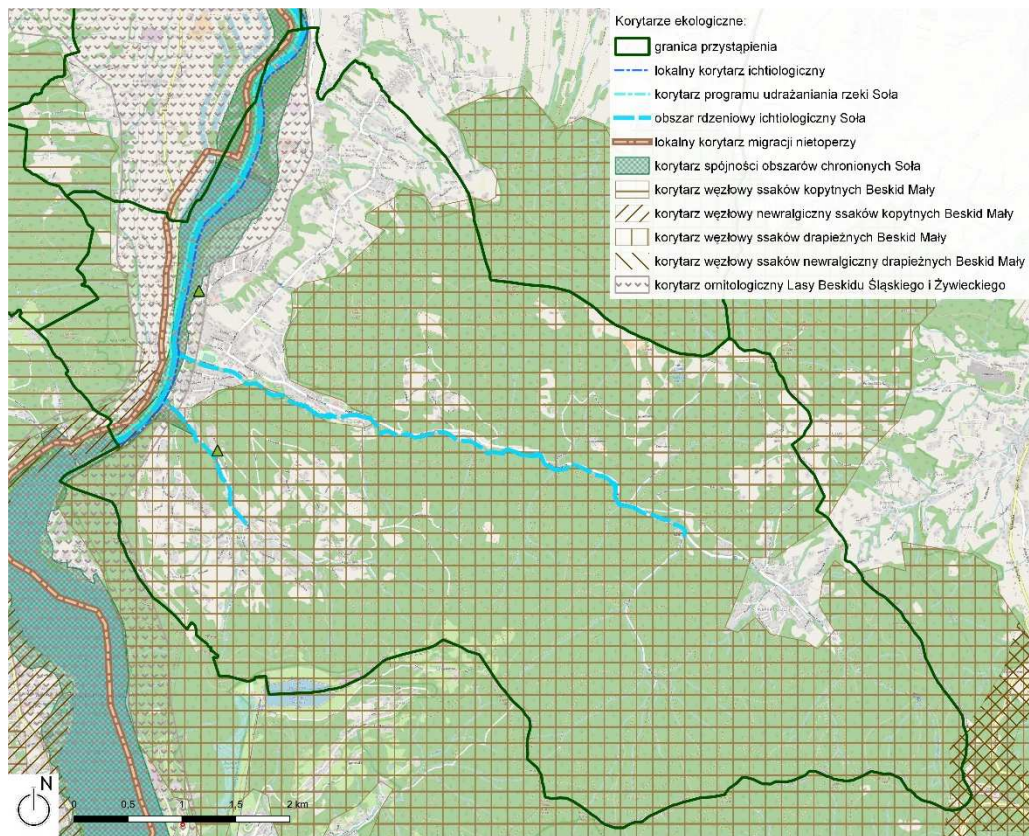 Korytarze ekologiczne:
granica przystąpienia
lokalny korytarz ichtiologiczny
korytarz programu udrażaniania rzeki Soła
obszar rdzeniowy ichtiologiczny Soła
lokalny korytarz migracji nietoperzy
korytarz spójności obszarów chronionych Soła
korytarz węzłowy ssaków kopytnych Beskid Mały
korytarz węzłowy newralgiczny ssaków kopytnych Beskid Mały
korytarz węzłowy ssaków drapieżnych Beskid Mały
korytarz węzłowy ssaków newralgiczny drapieżnych Beskid Mały
korytarz ornitologiczny Lasy Beskidu Śląskiego i Żywieckiego
N
0 0.5 1 1.5 2 km